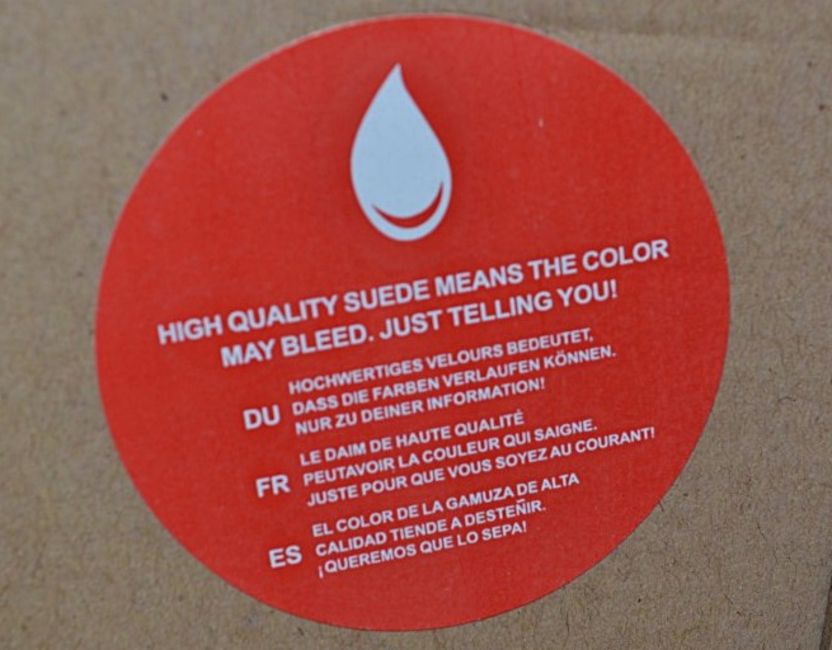 HIGH QUALITY SUEDE MEANS THE COLOR
MAY BLEED. JUST TELLING YOU!
DU
HOCHWERTIGES VELOURS BEDEUTET,
DASS DIE FARBEN VERLAUFEN KÖNNEN.
NUR ZU DEINER INFORMATION!
FR
LE DAIM DE HAUTE QUALITÉ
PEUTAVOIR LA COULEUR QUI SAIGNE.
JUSTE POUR QUE VOUS SOYEZ AU COURANT!
ES
EL COLOR DE LA GAMUZA DE ALTA
CALIDAD TIENDE A DESTEÑIR.
¡QUEREMOS QUE LO SEPA!